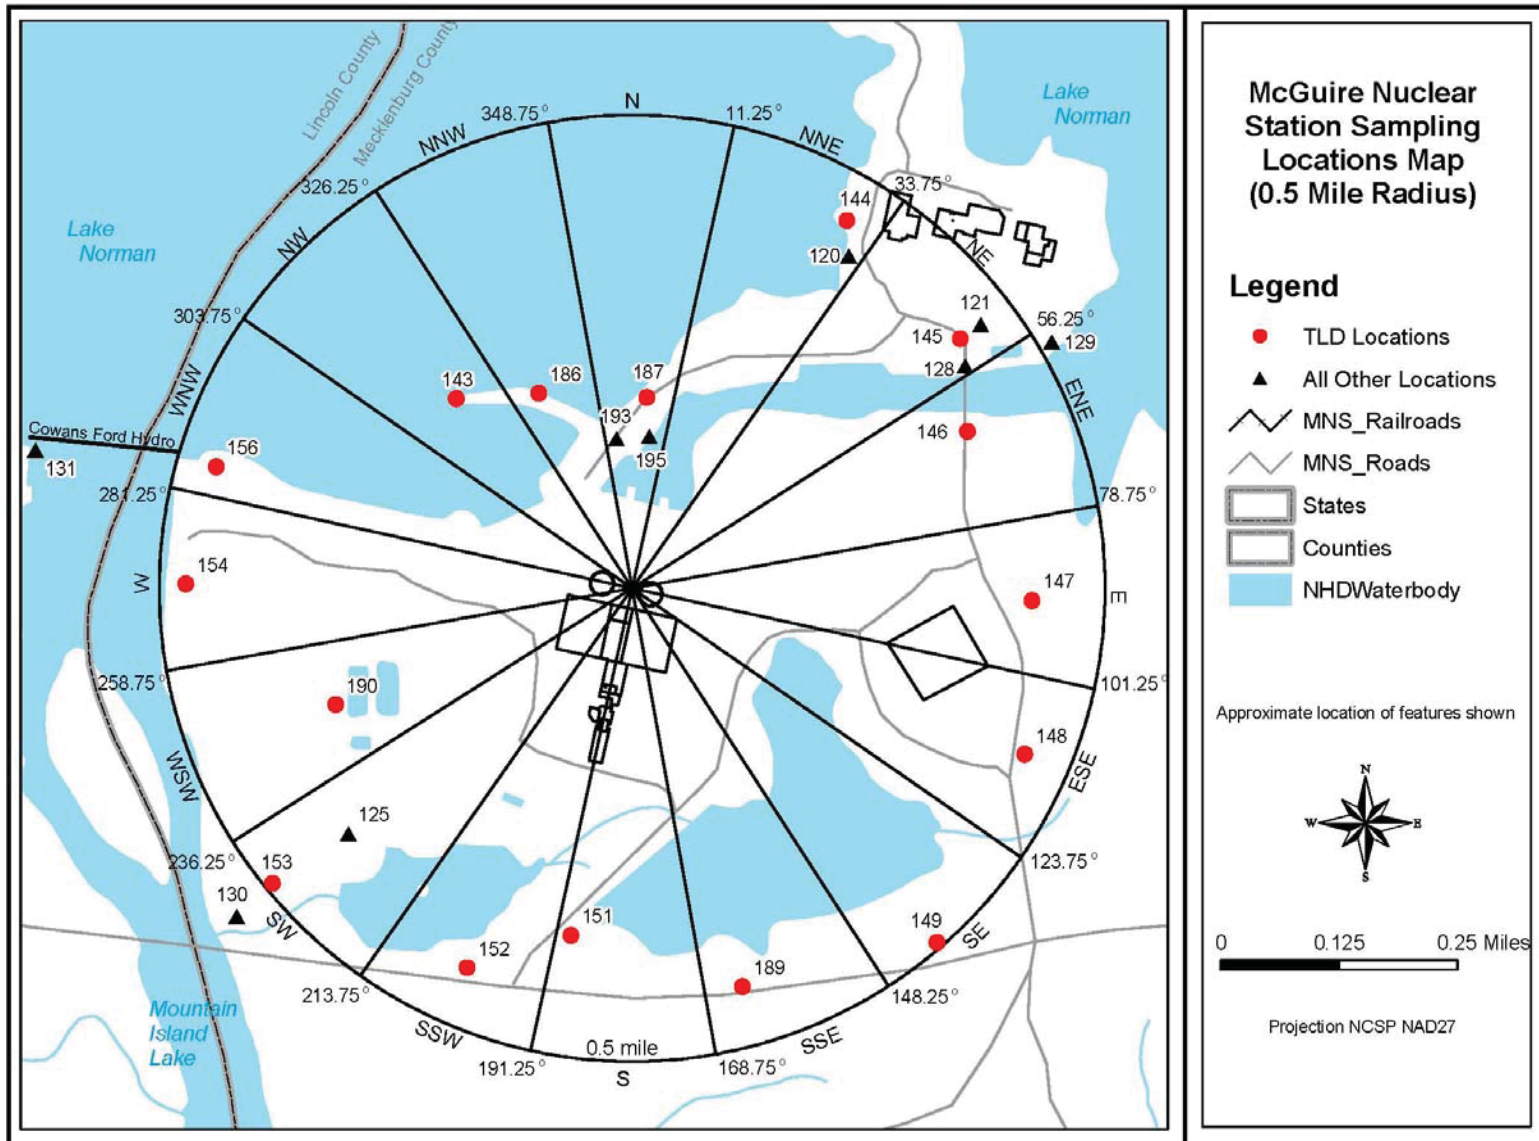 Lincoln County
Mecklenburg County
N
348.75°
11.25°
NNW
NNE
Lake
Norman
326.25°
33.75°
144
Lake
Norman
NW
120
NE
121
56.25°
303.75°
145
129
128
143
186
187
WNW
ENE
193
Cowans Ford Hydro
156
195
146
131
281.25°
78.75°
154
W
147
E
258.75°
190
101.25°
148
WSW
ESE
125
236.25°
153
123.75°
130
SW
151
149
SE
152
189
213.75°
148.25°
Mountain
Island
Lake
SSW
SSE
0.5 mile
191.25°
168.75°
S
McGuire Nuclear
Station Sampling
Locations Map
(0.5 Mile Radius)
Legend
TLD Locations
All Other Locations
MNS_Railroads
MNS_Roads
States
Counties
NHDWaterbody
Approximate location of features shown
N
W E
S
0 0.125 0.25 Miles
Projection NCSP NAD27